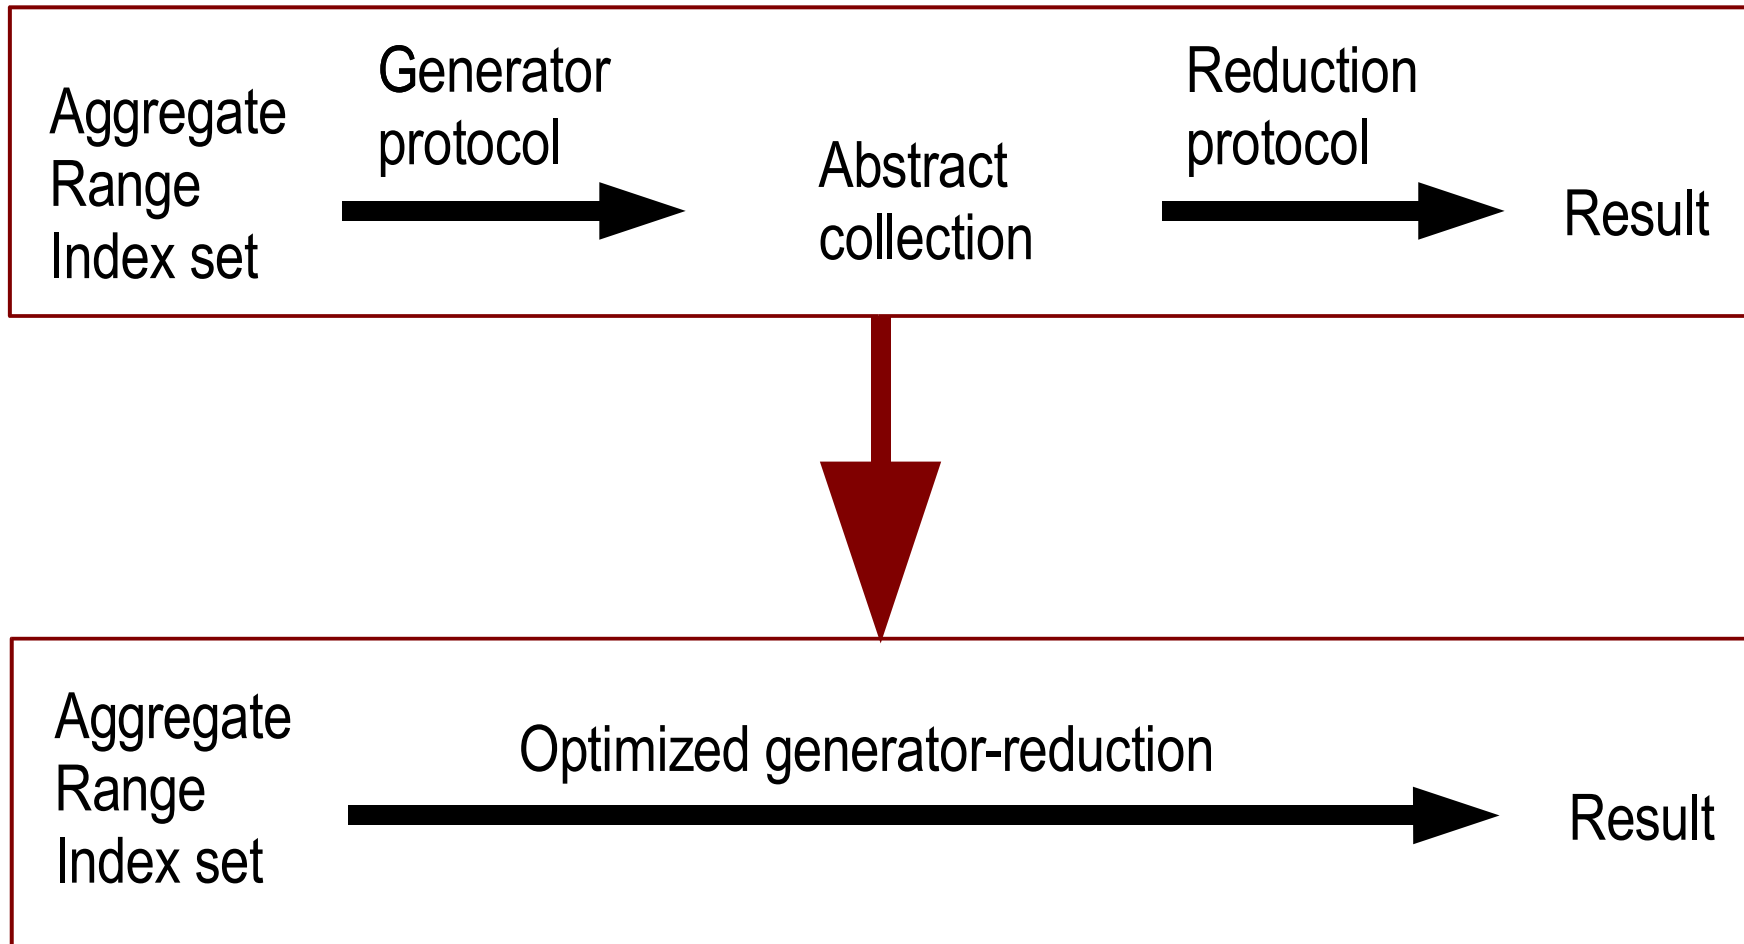 Aggregate
Range
Index set
Generator
protocol
Abstract
collection
Reduction
protocol
Result
Aggregate
Range
Index set
Optimized generator-reduction
Result